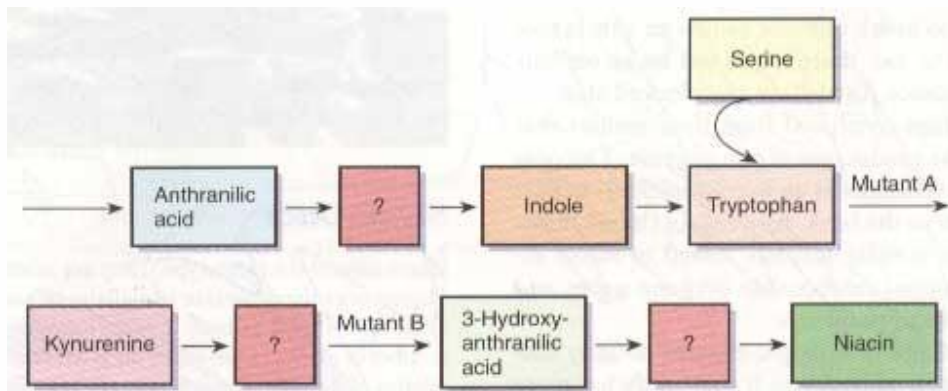 Serine
Anthranilic
acid
?
Indole
Tryptophan
Mutant A
Kynurenine
?
Mutant B
3-Hydroxy-
anthranilic
acid
?
Niacin